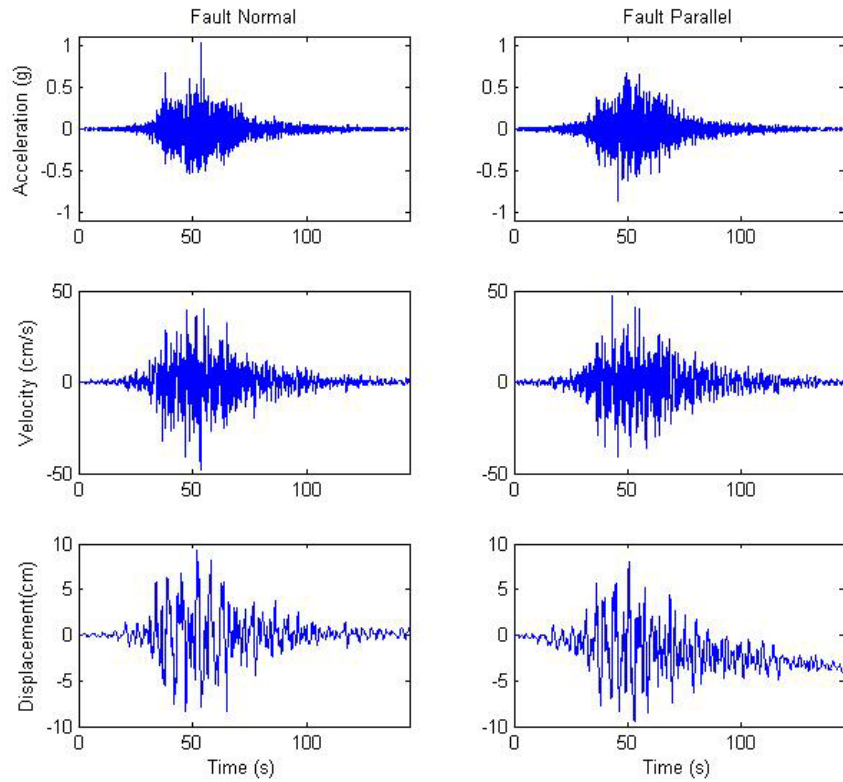 Fault Normal
Fault Parallel
Acceleration (g)
1
0.5
0
-0.5
-1
0 50 100
1
0.5
0
-0.5
-1
0 50 100
Velocity (cm/s)
50
0
-50
0 50 100
50
0
-50
0 50 100
Displacement(cm)
10
5
0
-5
-10
0 50 100
Time (s)
10
5
0
-5
-10
0 50 100
Time (s)